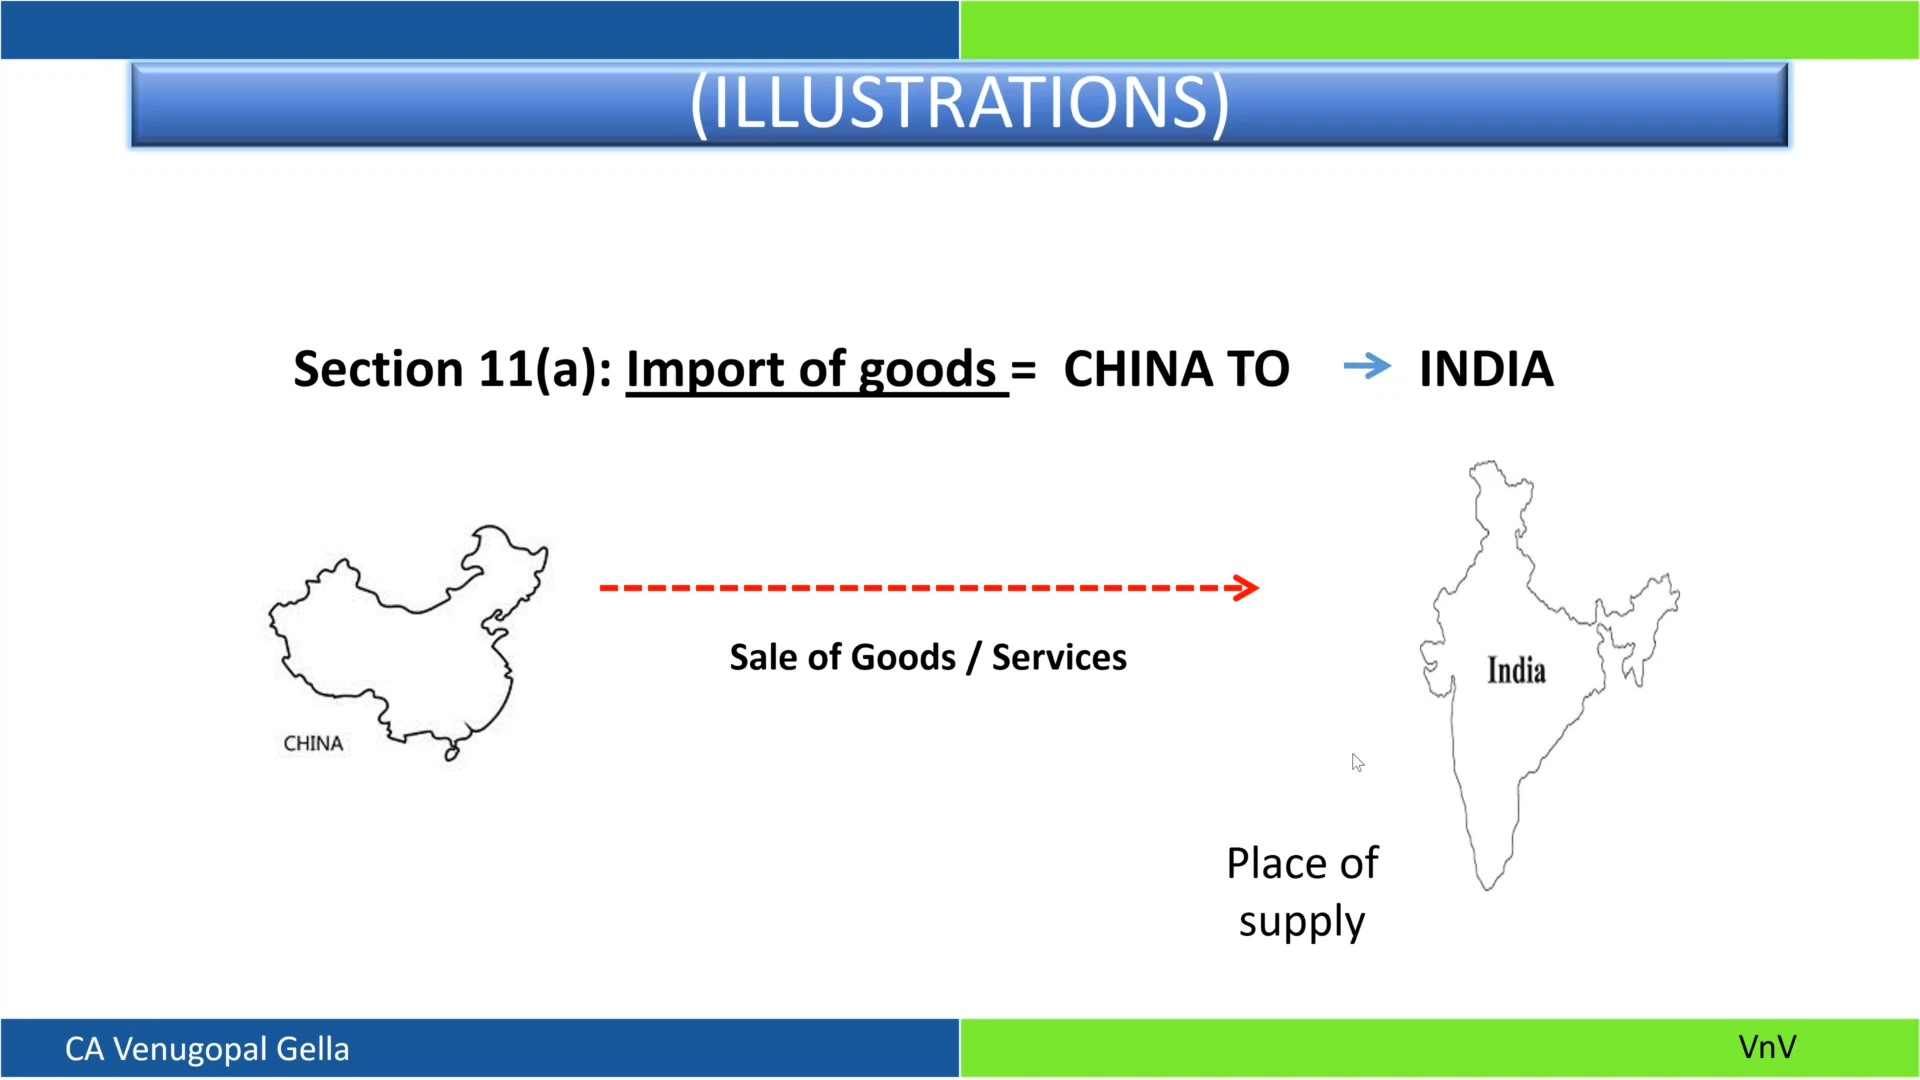 (ILLUSTRATIONS)
Section 11(a): Import of goods = CHINA TO → INDIA
Sale of Goods / Services
India
CHINA
Place of
supply
CA Venugopal Gella
VnV